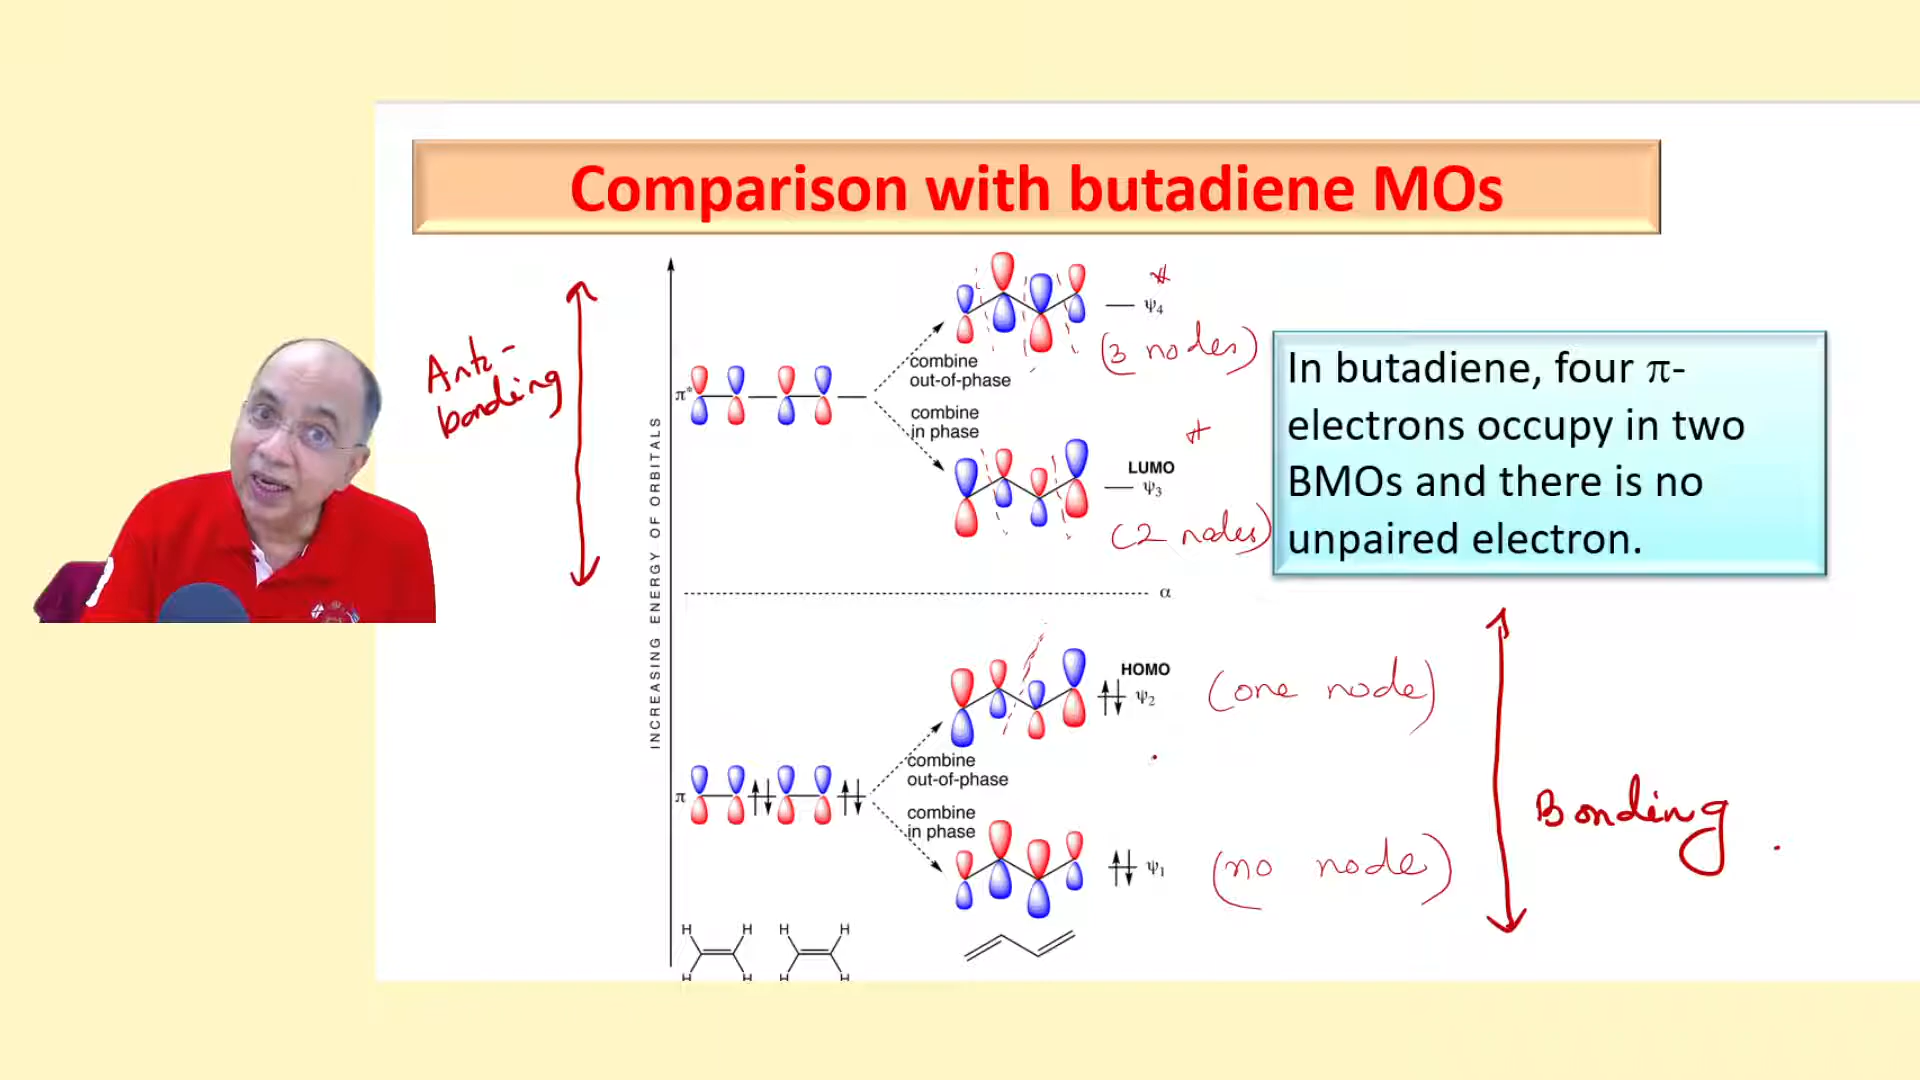 Comparison with butadiene MOs
INCREASING ENERGY OF ORBITALS
Anti-
bonding
π*
combine
out-of-phase
combine
in phase
ψ4
*
(3 nodes)
LUMO
ψ3
*
(2 nodes)
α
In butadiene, four π-
electrons occupy in two
BMOs and there is no
unpaired electron.
π
combine
out-of-phase
combine
in phase
HOMO
ψ2
(one node)
ψ1
(no node)
Bonding
H H H H
H H H H